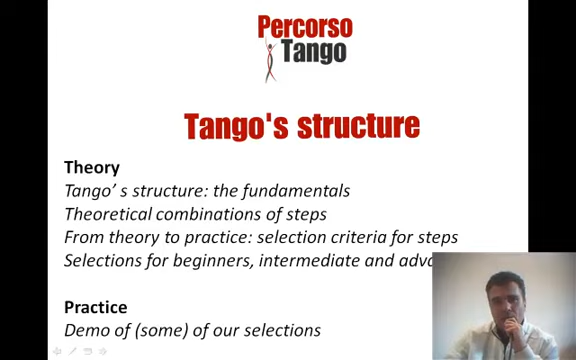 Percorso
Tango
Tango's structure
Theory
Tango' s structure: the fundamentals
Theoretical combinations of steps
From theory to practice: selection criteria for steps
Selections for beginners, intermediate and
Practice
Demo of (some) of our selections